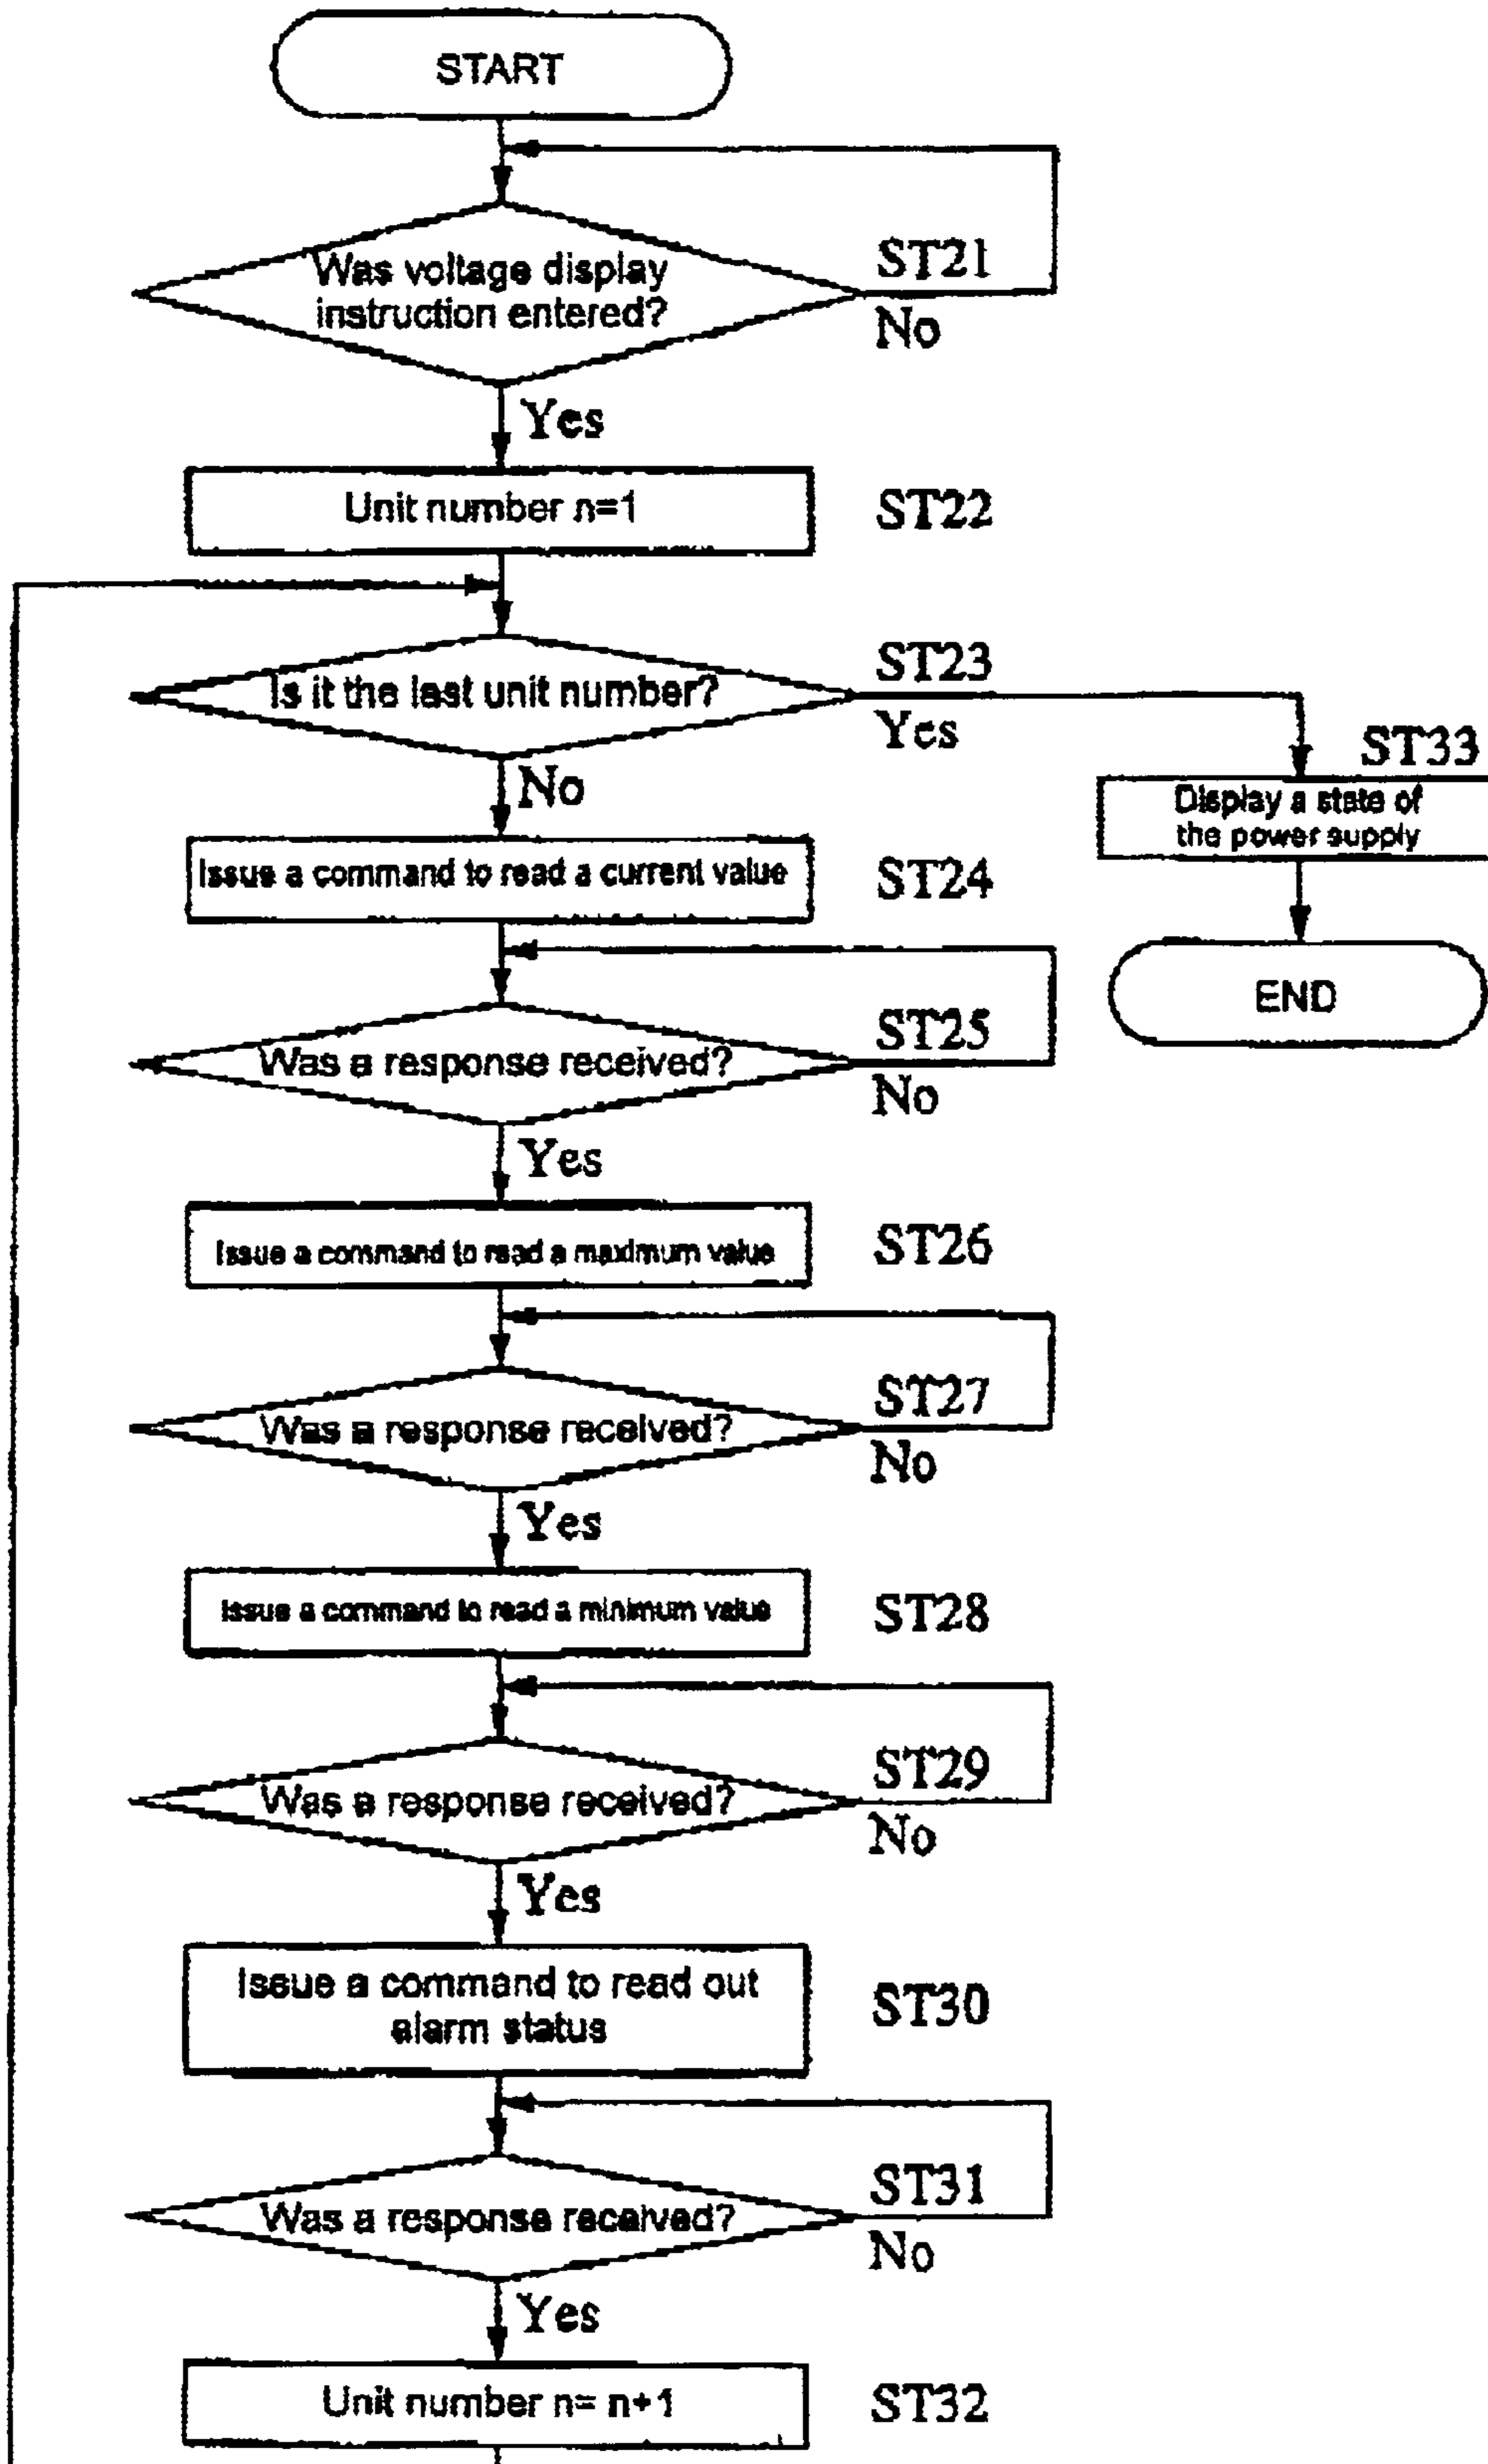 START
Was voltage display
instruction entered?
ST21
No
Yes
Unit number n=1
ST22
Is it the last unit number?
ST23
Yes
No
ST33
Display a state of
the power supply
END
Issue a command to read a current value
ST24
Was a response received?
ST25
No
Yes
Issue a command to read a maximum value
ST26
Was a response received?
ST27
No
Yes
Issue a command to read a minimum value
ST28
Was a response received?
ST29
No
Yes
Issue a command to read out
alarm status
ST30
Was a response received?
ST31
No
Yes
Unit number n= n+1
ST32